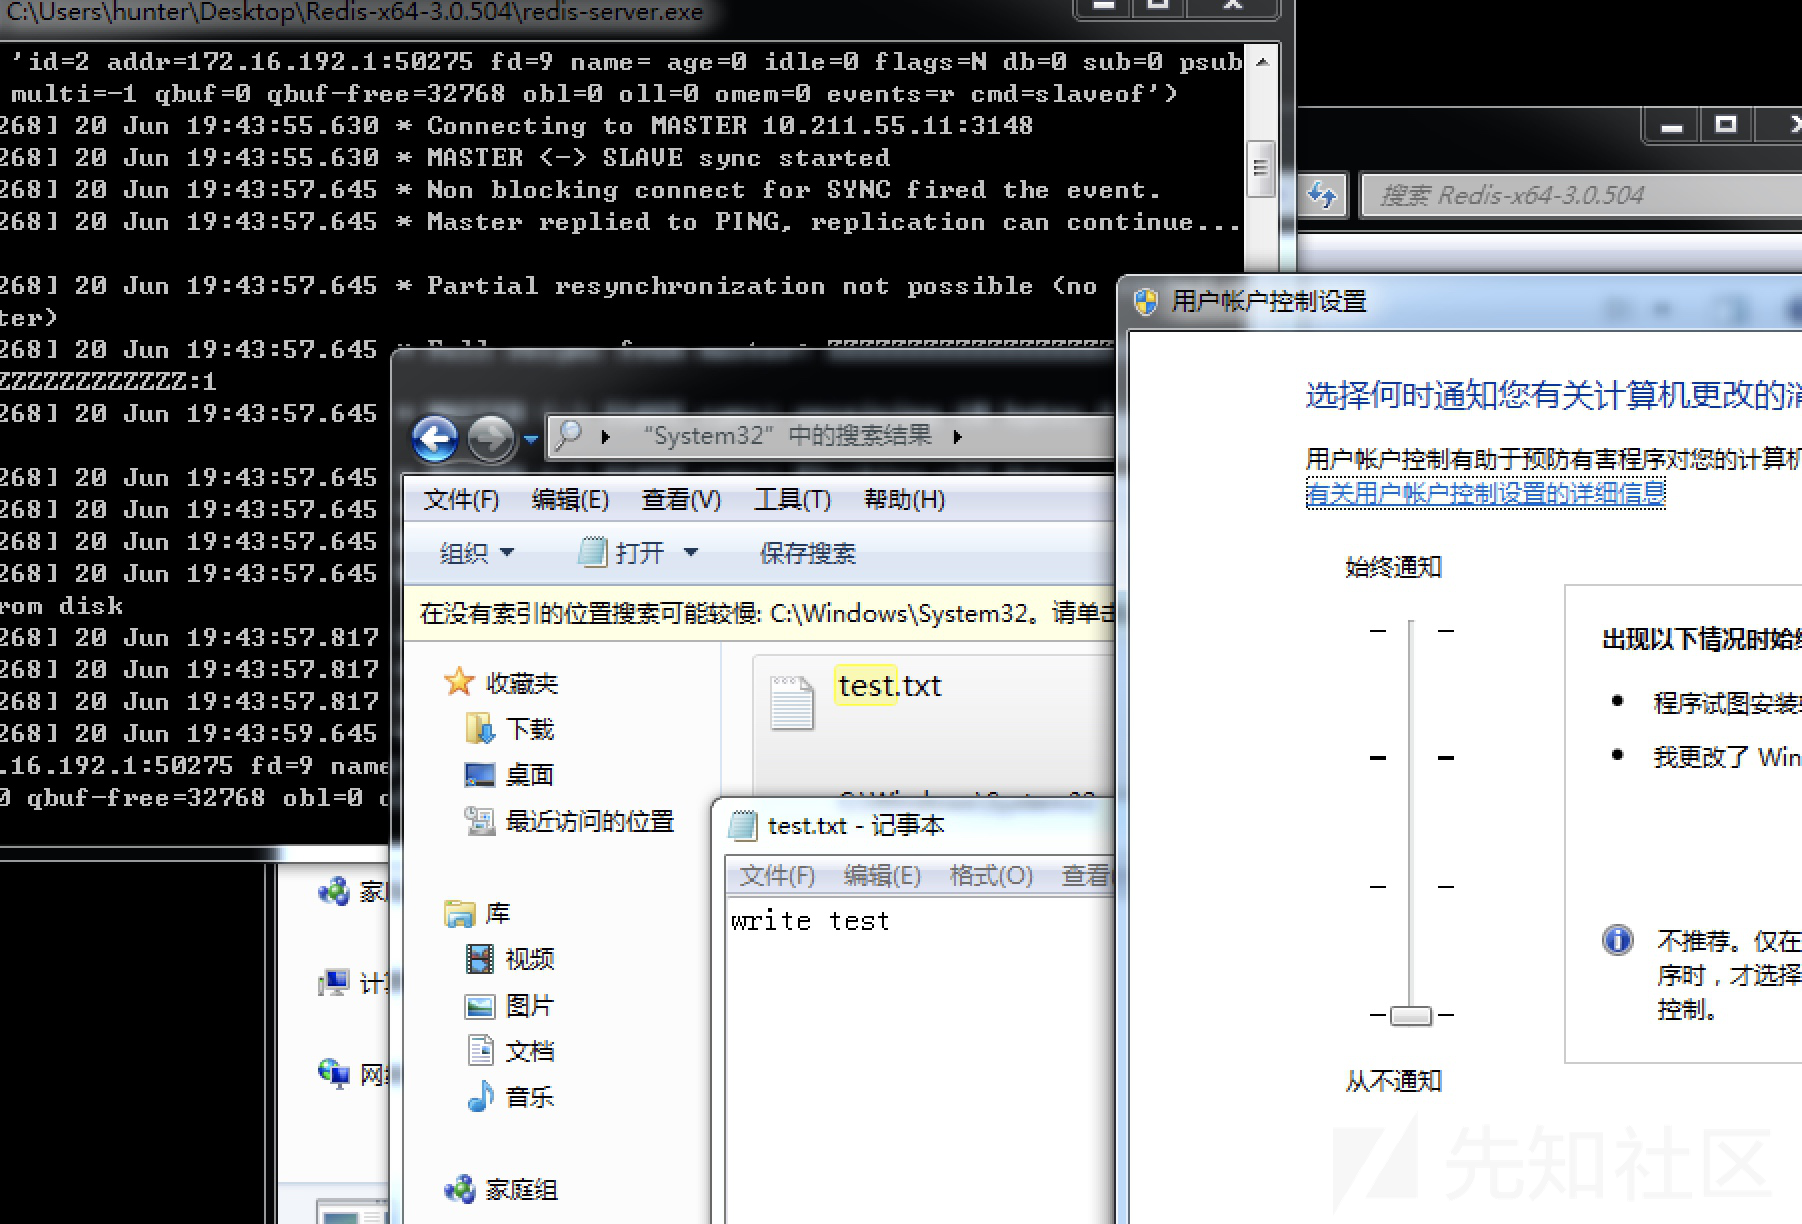 C:\Users\hunter\Desktop\Redis-x64-3.0.504\redis-server.exe
'id=2 addr=172.16.192.1:50275 fd=9 name= age=0 idle=0 flags=N db=0 sub=0 psub
multi=-1 qbuf=0 qbuf-free=32768 obl=0 oll=0 omem=0 events=r cmd=slaveof')
268] 20 Jun 19:43:55.630 * Connecting to MASTER 10.211.55.11:3148
268] 20 Jun 19:43:55.630 * MASTER <-> SLAVE sync started
268] 20 Jun 19:43:57.645 * Non blocking connect for SYNC fired the event.
268] 20 Jun 19:43:57.645 * Master replied to PING, replication can continue...
268] 20 Jun 19:43:57.645 * Partial resynchronization not possible (no
ter)
268] 20 Jun 19:43:57.645
ZZZZZZZZZZZZ:1
268] 20 Jun 19:43:57.645
268] 20 Jun 19:43:57.645
268] 20 Jun 19:43:57.645
268] 20 Jun 19:43:57.645
268] 20 Jun 19:43:57.645
rom disk
268] 20 Jun 19:43:57.817
268] 20 Jun 19:43:57.817
268] 20 Jun 19:43:57.817
268] 20 Jun 19:43:59.645
.16.192.1:50275 fd=9 name
0 qbuf-free=32768 obl=0
搜索 Redis-x64-3.0.504
“System32” 中的搜索结果
文件(F) 编辑(E) 查看(V) 工具(T) 帮助(H)
组织 打开 保存搜索
在没有索引的位置搜索可能较慢: C:\Windows\System32。请单击
收藏夹
下载
桌面
最近访问的位置
库
视频
图片
文档
音乐
家庭组
test.txt
test.txt - 记事本
文件(F) 编辑(E) 格式(O) 查看
write test
家
计
网
用户帐户控制设置
选择何时通知您有关计算机更改的消
用户帐户控制有助于预防有害程序对您的计算机
有关用户帐户控制设置的详细信息
始终通知
从不通知
出现以下情况时始终
程序试图安装
我更改了 Win
不推荐。仅在
序时，才选择
控制。
先知社区